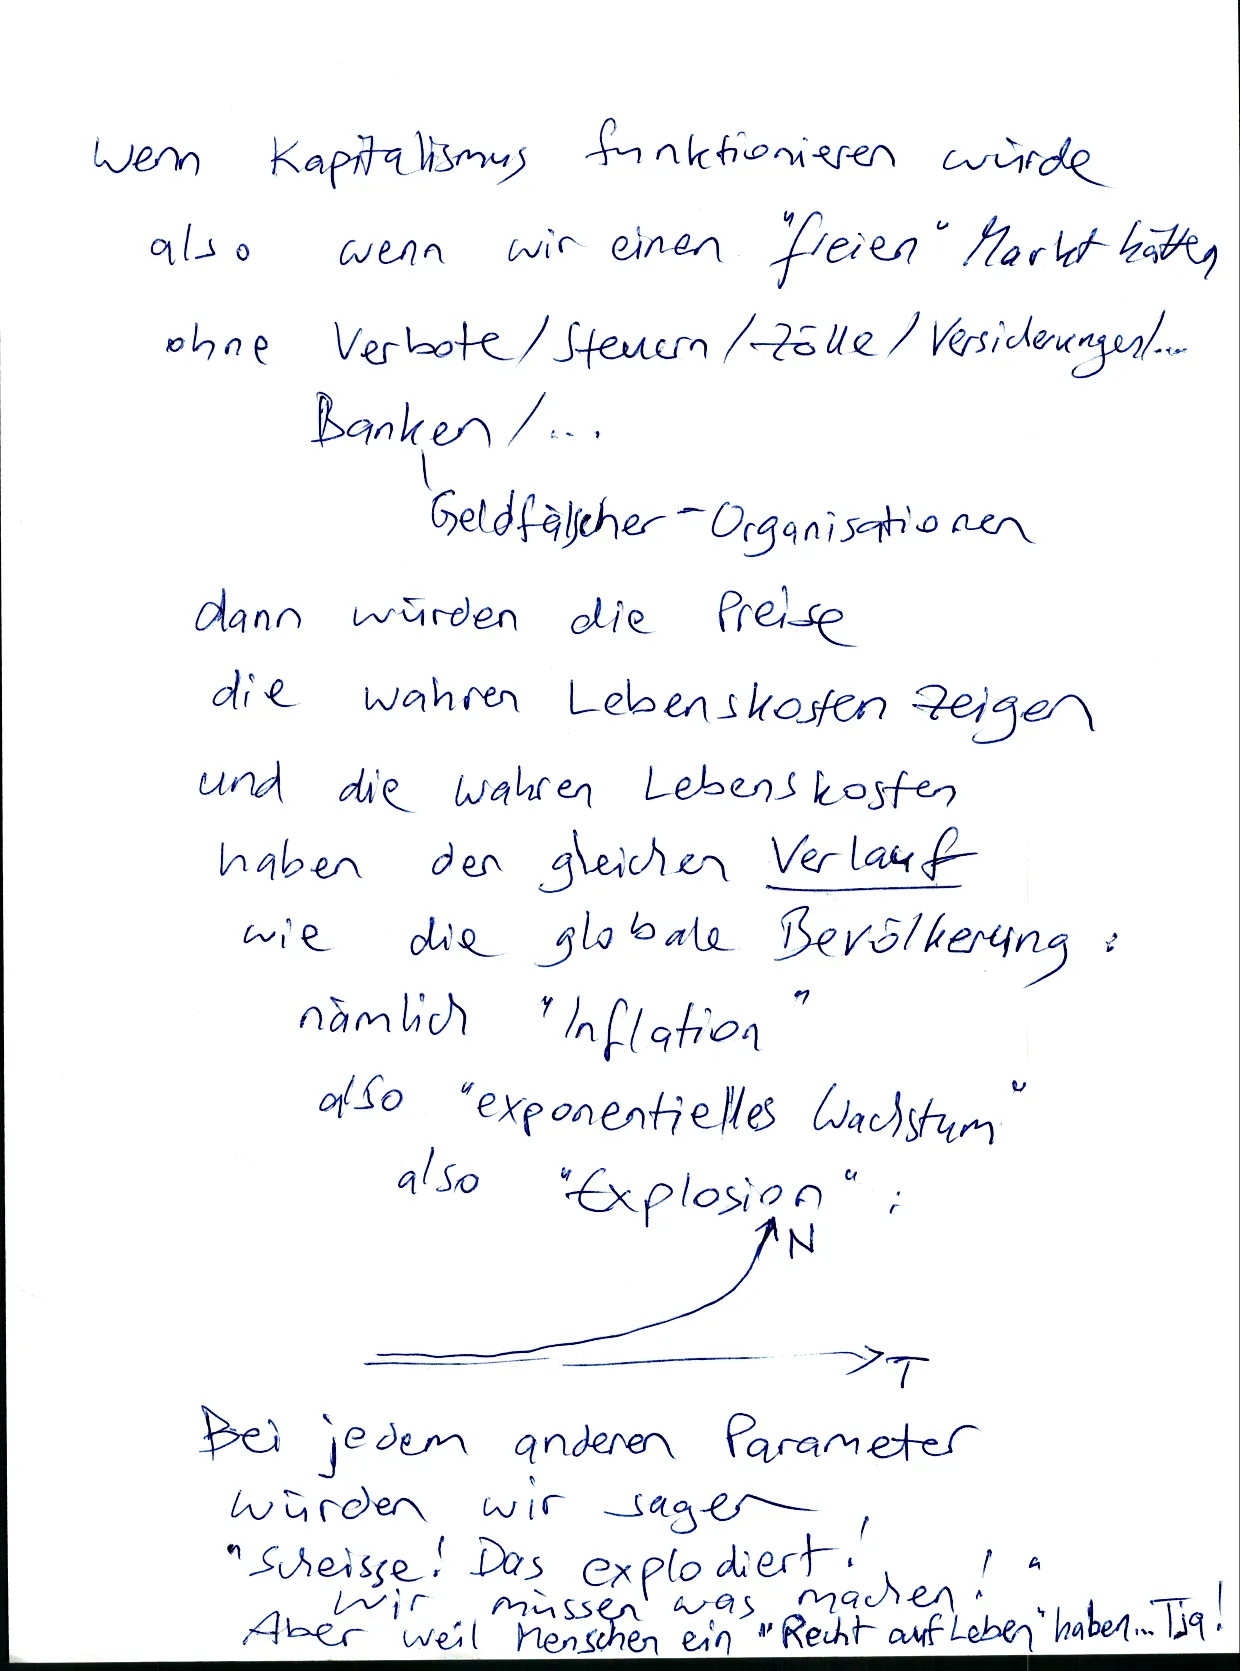 wenn Kapitalismus funktionieren würde
also wenn wir einen "freien" Markt hätten
ohne Verbote/Steuern/Zölle/Versicherungen/...
Banken/...
Geldfälscher-Organisationen
dann würden die Preise
die wahren Lebenskosten zeigen
und die wahren Lebenskosten
haben den gleichen Verlauf
wie die globale Bevölkerung:
nämlich "Inflation"
also "exponentielles Wachstum"
also "Explosion":
N
T
Bei jedem anderen Parameter
würden wir sagen
"Scheisse! Das explodiert!
wir müssen was machen!!"
Aber weil Menschen ein "Recht auf Leben" haben... Tja!